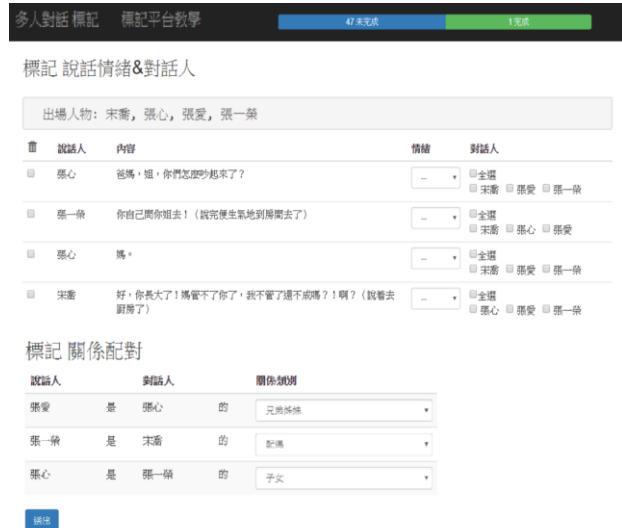 多人對話 標記 標記平台教學 47 未完成 1 完成
標記 說話情緒&對話人
出場人物: 宋喬, 張心, 張愛, 張一榮
說話人 內容 情緒 對話人
張心 爸媽，姐，你們怎麼吵起來了？ -- 全選
宋喬 張愛 張一榮
張一榮 你自己問你姐去！（說完便生氣地到房間去了） -- 全選
宋喬 張心 張愛
張心 媽。 -- 全選
宋喬 張愛 張一榮
宋喬 好，你長大了！媽管不了你了，我不管了還不成嗎？！啊？（說着去 -- 全選
廚房了） 張心 張愛 張一榮
標記 關係配對
說話人 對話人 關係類別
張愛 是 張心 的 兄弟姊妹
張一榮 是 宋喬 的 配偶
張心 是 張一榮 的 子女
送出